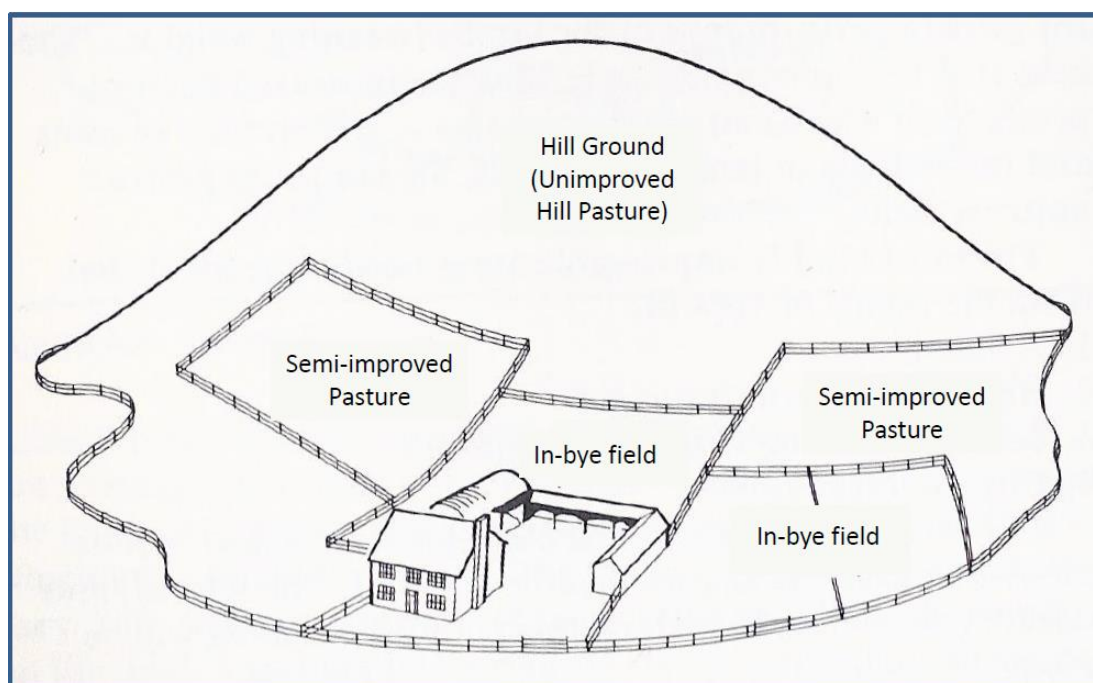 Hill Ground
(Unimproved
Hill Pasture)
Semi-improved
Pasture
Semi-improved
Pasture
In-bye field
In-bye field